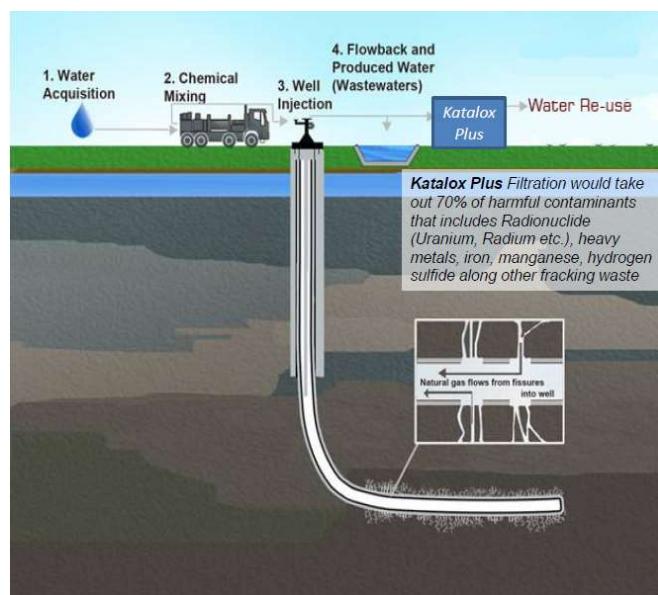 1. Water
Acquisition
2. Chemical
Mixing
3. Well
Injection
4. Flowback and
Produced Water
(Wastewaters)
Katalox
Plus
Water Re-use
Katalox Plus Filtration would take
out 70% of harmful contaminants
that includes Radionuclide
(Uranium, Radium etc.), heavy
metals, iron, manganese, hydrogen
sulfide along other fracking waste
Natural gas flows from fissures
into well